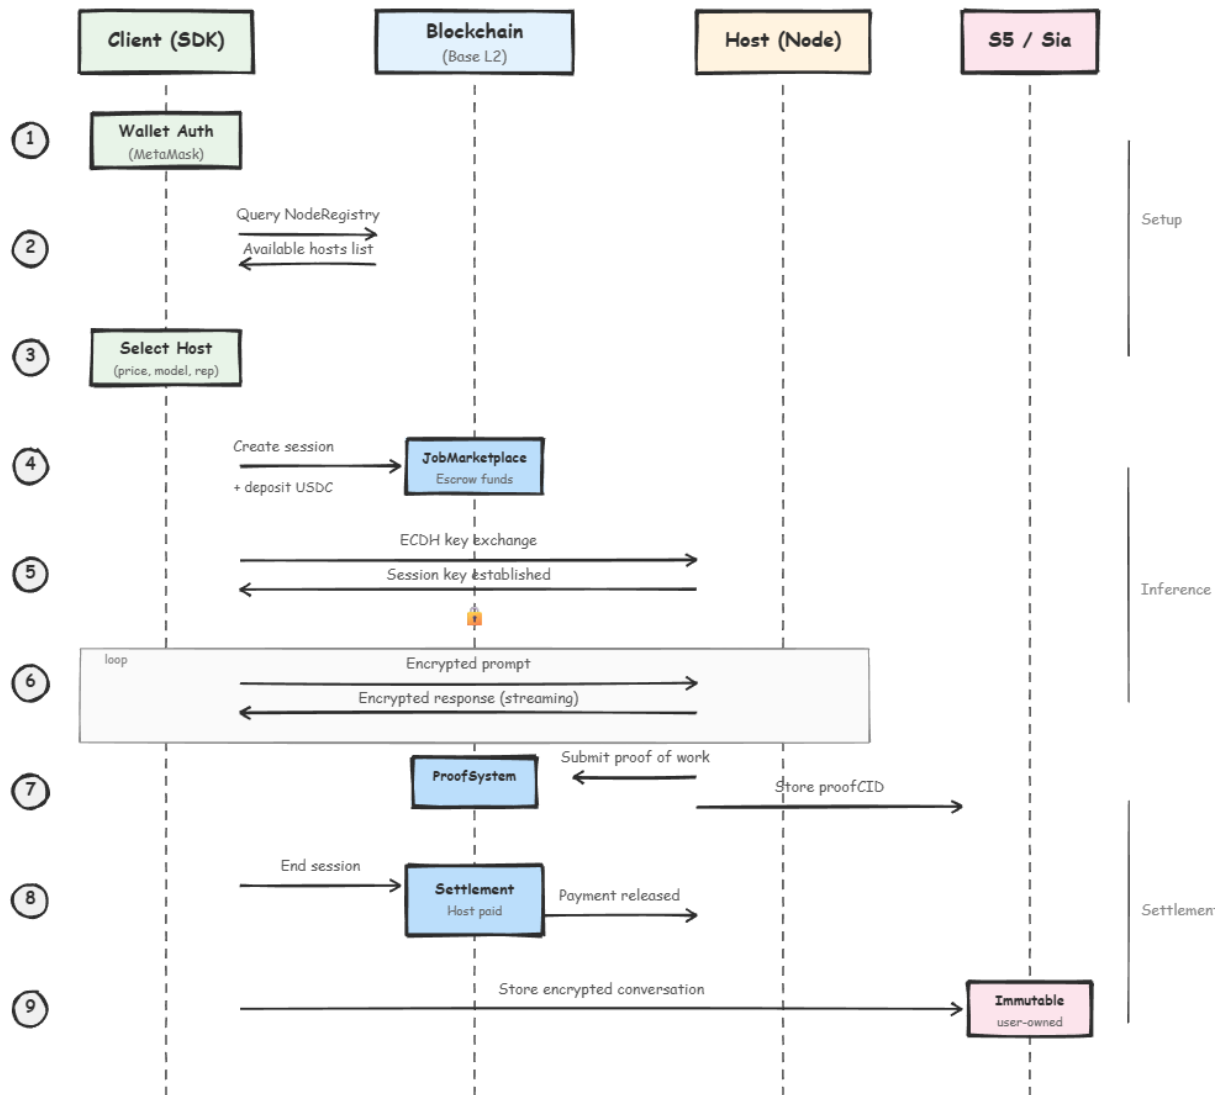 Client (SDK)
Blockchain
(Base L2)
Host (Node)
S5 / Sia
1
Wallet Auth
(MetaMask)
Setup
2
Query NodeRegistry
Available hosts list
3
Select Host
(price, model, rep)
4
Create session
+ deposit USDC
JobMarketplace
Escrow funds
5
ECDH key exchange
Session key established
Inference
loop
6
Encrypted prompt
Encrypted response (streaming)
7
ProofSystem
Submit proof of work
Store proofCID
8
End session
Settlement
Host paid
Payment released
Settlement
9
Store encrypted conversation
Immutable
user-owned